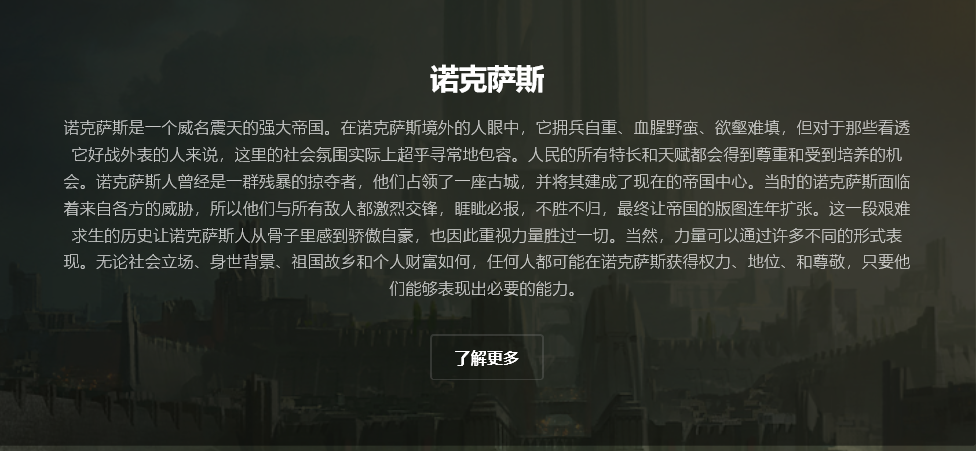 诺克萨斯
诺克萨斯是一个威名震天的强大帝国。在诺克萨斯境外的人眼中，它拥兵自重、血腥野蛮、欲壑难填，但对于那些看透
它好战外表的人来说，这里的社会氛围实际上超乎寻常地包容。人民的所有特长和天赋都会得到尊重和受到培养的机
会。诺克萨斯人曾经是一群残暴的掠夺者，他们占领了一座古城，并将其建成了现在的帝国中心。当时的诺克萨斯面临
着来自各方的威胁，所以他们与所有敌人都激烈交锋，睚眦必报，不胜不归，最终让帝国的版图连年扩张。这一段艰难
求生的历史让诺克萨斯人从骨子里感到骄傲自豪，也因此重视力量胜过一切。当然，力量可以通过许多不同的形式表
现。无论社会立场、身世背景、祖国故乡和个人财富如何，任何人都可能在诺克萨斯获得权力、地位、和尊敬，只要他
们能够表现出必要的能力。
了解更多